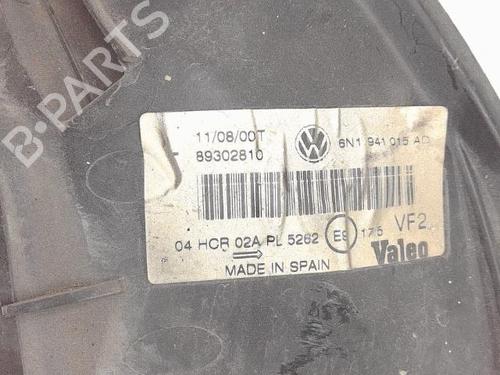 B-PARTS
11/08/00T
89302810
6N1 941 015 AD
04 HCR 02A PL 5262 E9 175 VF2
MADE IN SPAIN
Valeo